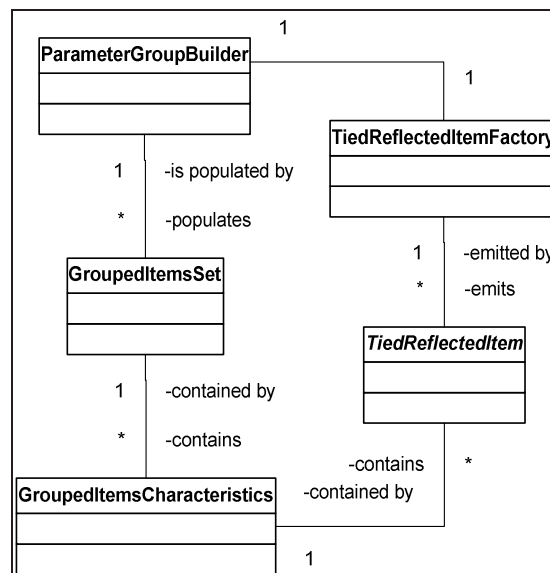 1
ParameterGroupBuilder
1
TiedReflectedItemFactory
1 -is populated by
* -populates
1 -emitted by
* -emits
GroupedItemsSet
TiedReflectedItem
1 -contained by
* -contains
-contains *
-contained by
GroupedItemsCharacteristics
1